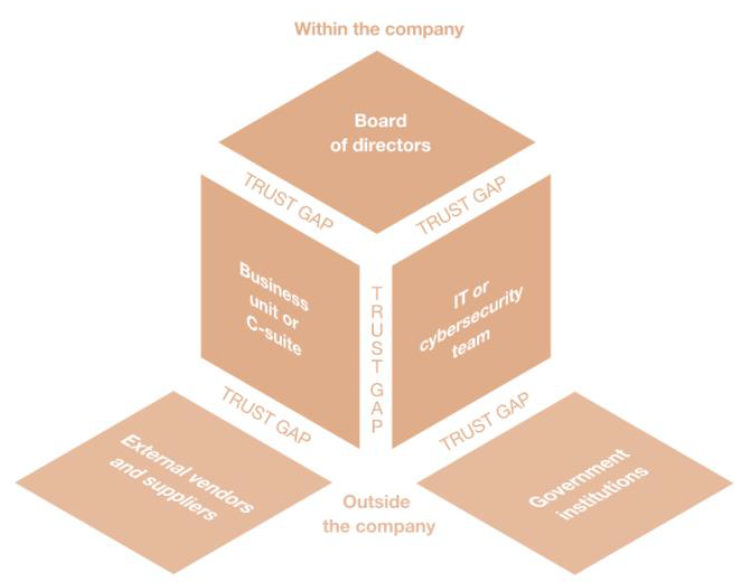 Within the company
Board
of directors
TRUST GAP
TRUST GAP
Business
unit or
C-suite
TRUST GAP
IT or
cybersecurity
team
TRUST GAP
TRUST GAP
External vendors
and suppliers
Outside
the company
Government
institutions